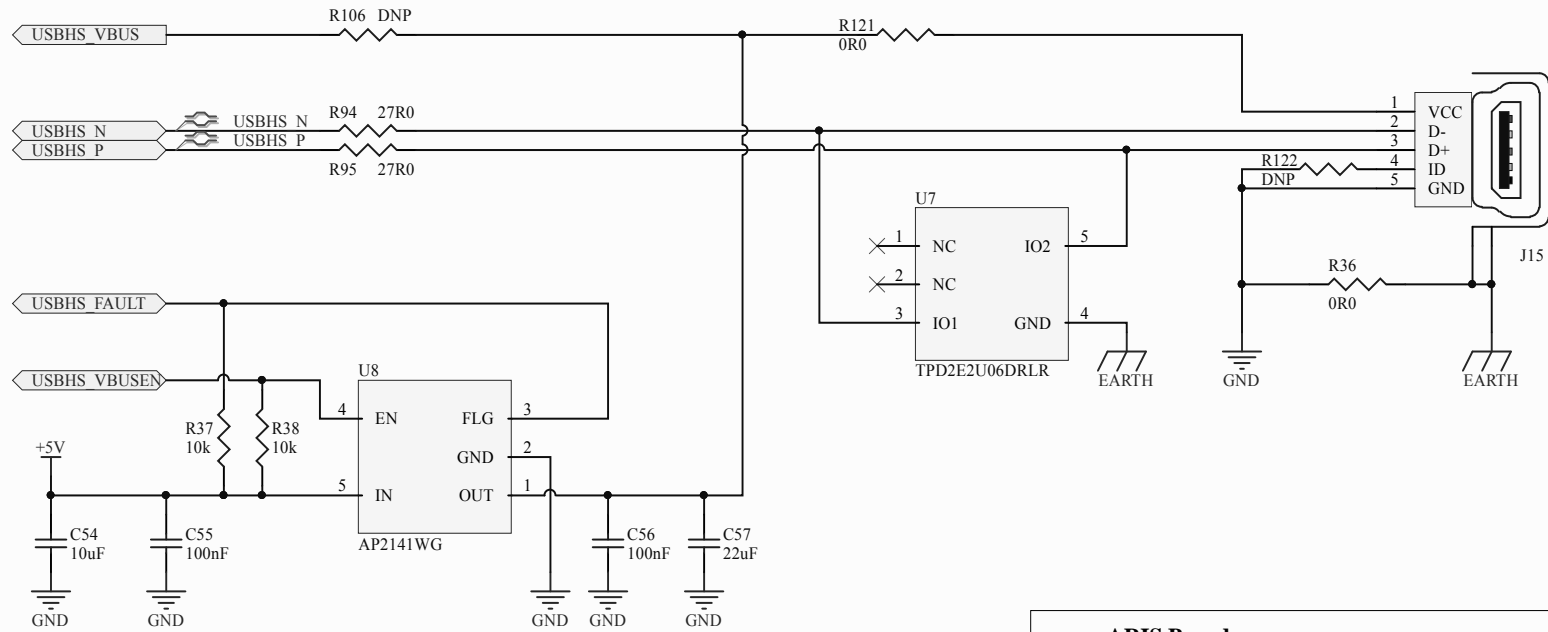 R106 DNP
USBHS_VBUS
R121
0R0
R94 27R0
USBHS_N
USBHS_N
USBHS_P
USBHS_P
R95 27R0
1 VCC
2 D-
3 D+
4 ID
5 GND
R122
DNP
J15
U7
1 NC
2 NC
3 IO1
IO2 5
GND 4
TPD2E2U06DRLR
EARTH
R36
0R0
GND
EARTH
USBHS_FAULT
USBHS_VBUSEN
U8
4 EN
FLG 3
GND 2
5 IN
OUT 1
AP2141WG
R37
10k
R38
10k
+5V
C54
10uF
C55
100nF
C56
100nF
C57
22uF
GND
GND
GND
GND
GND